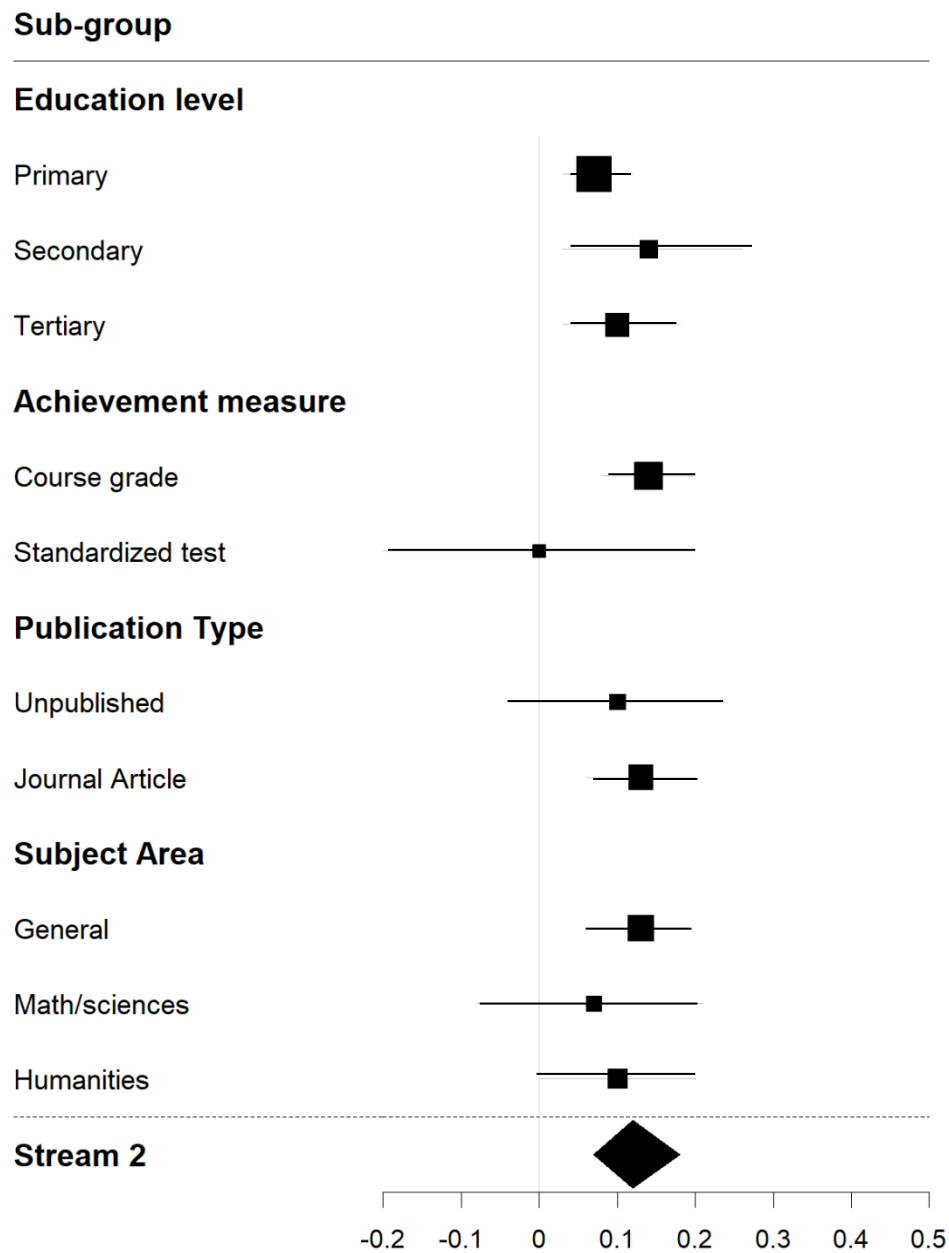 Sub-group
Education level
Primary
Secondary
Tertiary
Achievement measure
Course grade
Standardized test
Publication Type
Unpublished
Journal Article
Subject Area
General
Math/sciences
Humanities
Stream 2
-0.2 -0.1 0 0.1 0.2 0.3 0.4 0.5